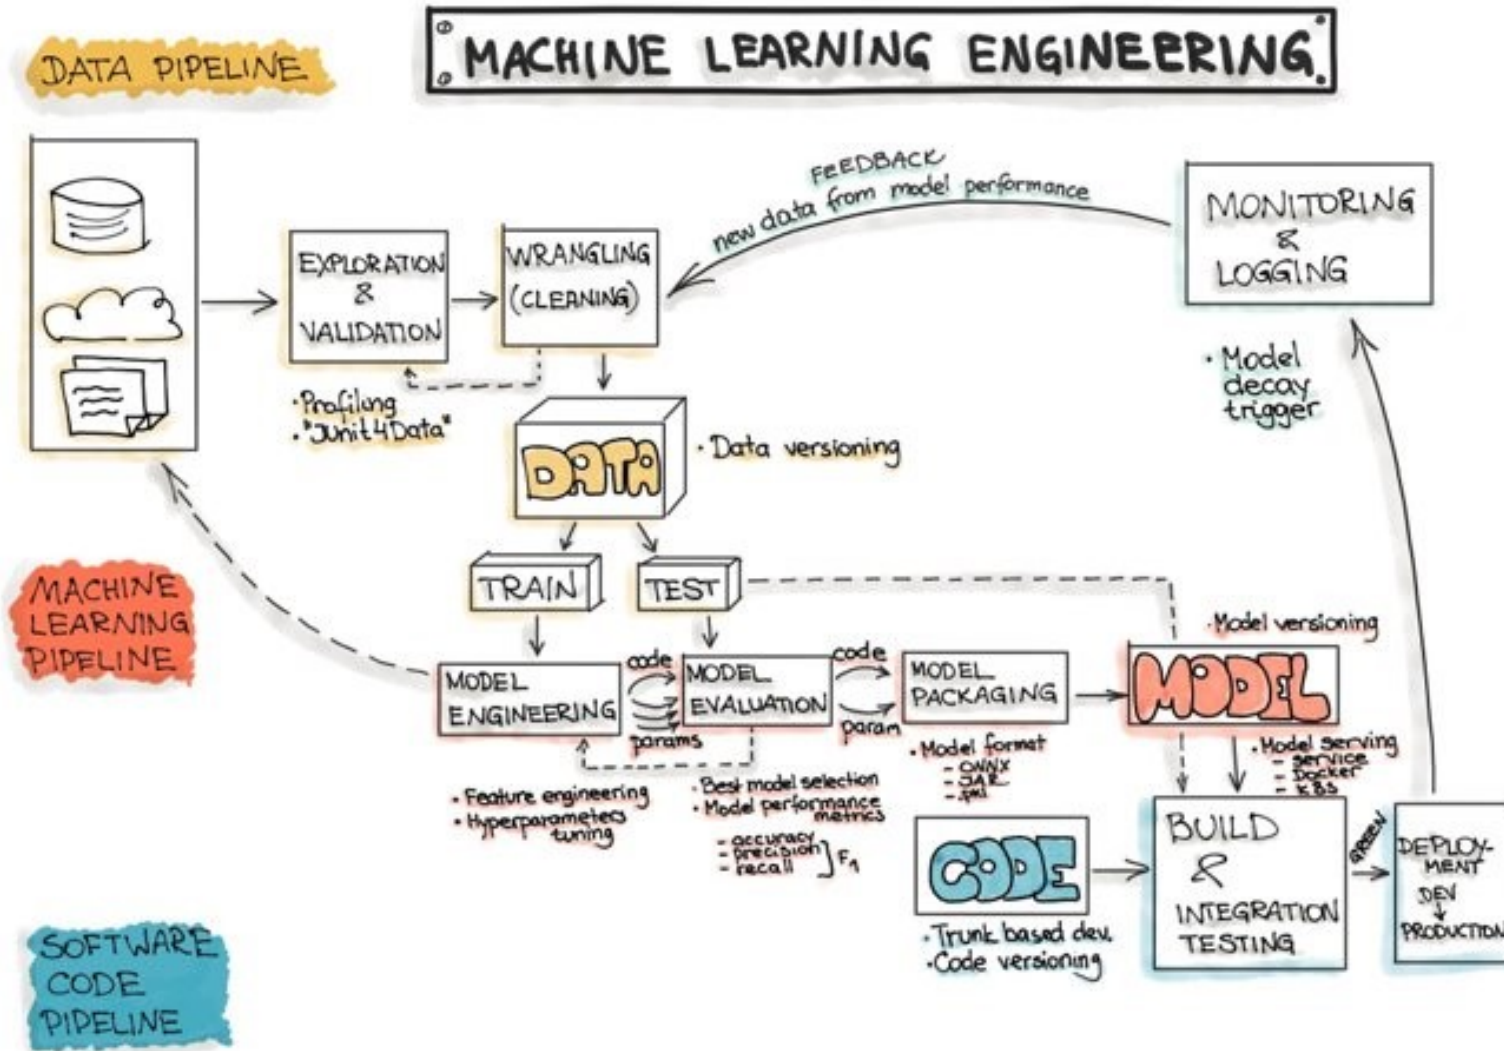 MACHINE LEARNING ENGINEERING
DATA PIPELINE
EXPLORATION
&
VALIDATION
• Profiling
• "JUnit4Data"
WRANGLING
(CLEANING)
FEEDBACK
new data from model performance
MONITORING
&
LOGGING
• Model
decay
trigger
DATA
• Data versioning
TRAIN
TEST
MACHINE
LEARNING
PIPELINE
MODEL
ENGINEERING
• Feature engineering
• Hyperparameters
tuning
code
params
MODEL
EVALUATION
• Best model selection
• Model performance
metrics
- accuracy
- precision
- recall
F1
code
param
MODEL
PACKAGING
• Model format
- ONNX
- JAR
- .pkl
• Model versioning
MODEL
• Model serving
- service
- Docker
- K8S
SOFTWARE
CODE
PIPELINE
CODE
• Trunk based dev.
• Code versioning
BUILD
&
INTEGRATION
TESTING
GREEN
DEPLOY-
MENT
DEV
PRODUCTION